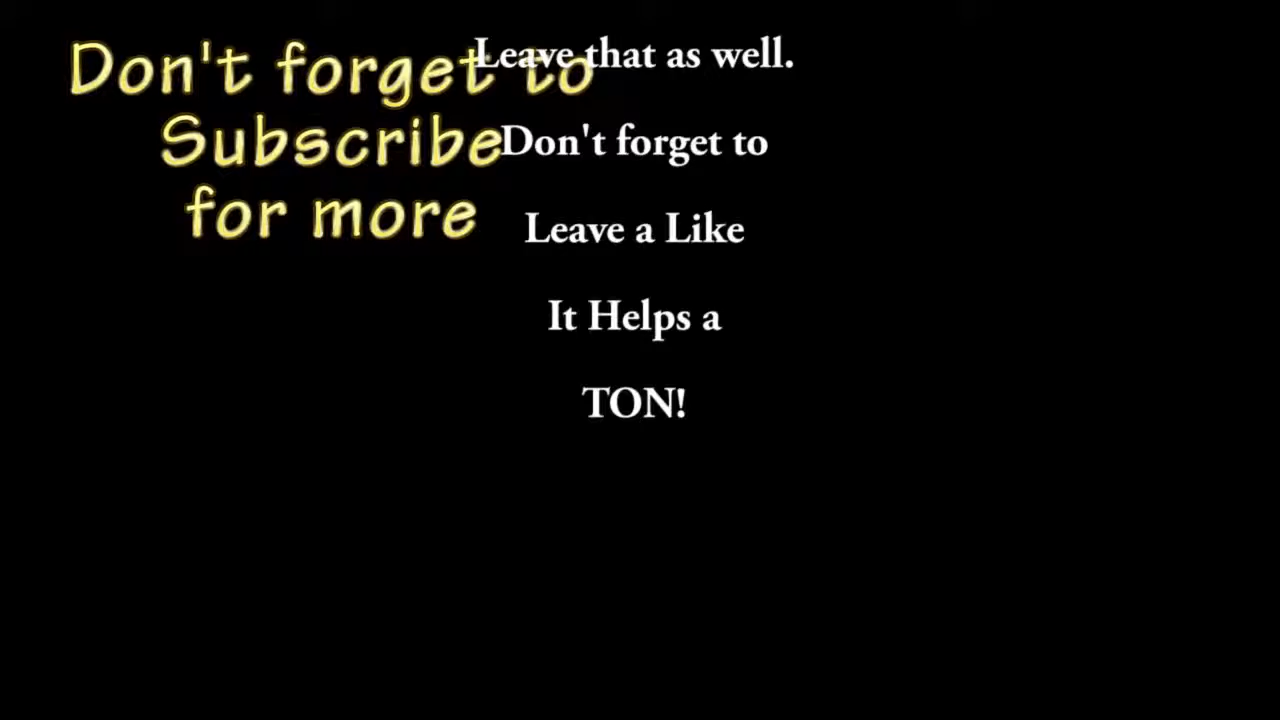 Don't forget to
Subscribe
for more
Leave that as well.
Don't forget to
Leave a Like
It Helps a
TON!